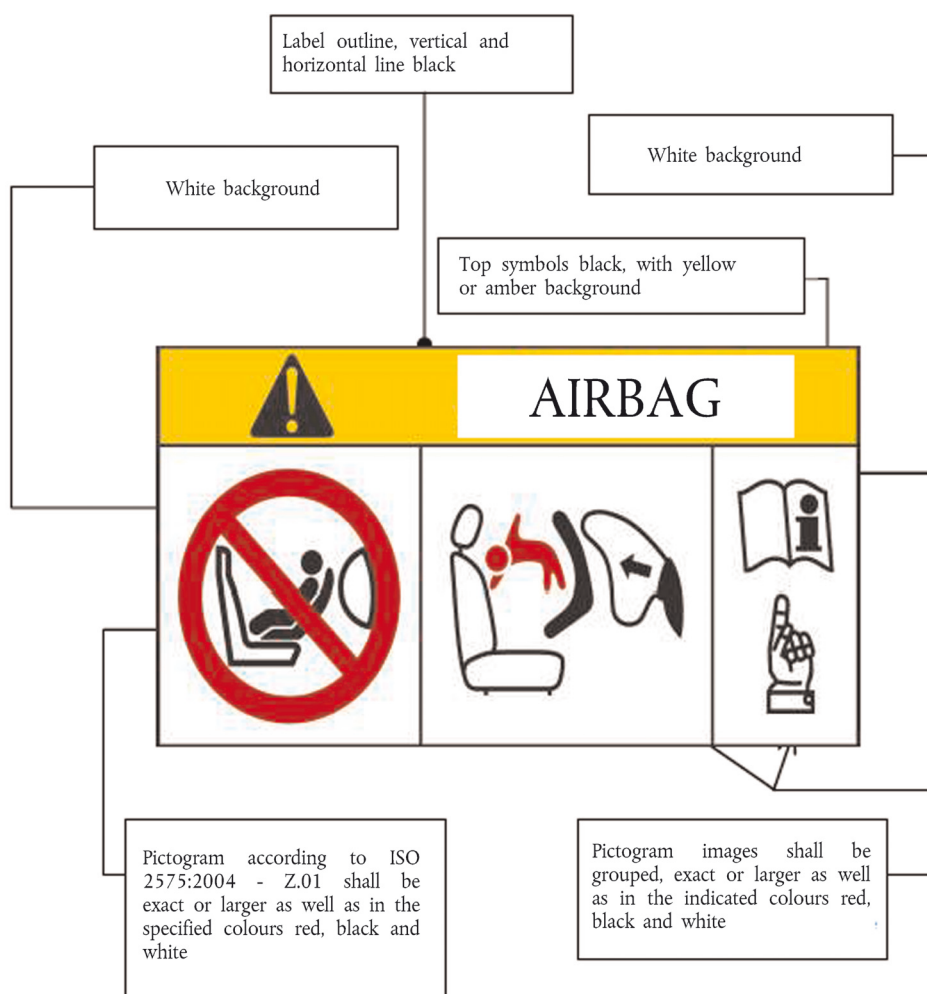 Label outline, vertical and
horizontal line black
White background
White background
Top symbols black, with yellow
or amber background
AIRBAG
i
Pictogram according to ISO
2575:2004 - Z.01 shall be
exact or larger as well as in the
specified colours red, black and
white
Pictogram images shall be
grouped, exact or larger as well
as in the indicated colours red,
black and white